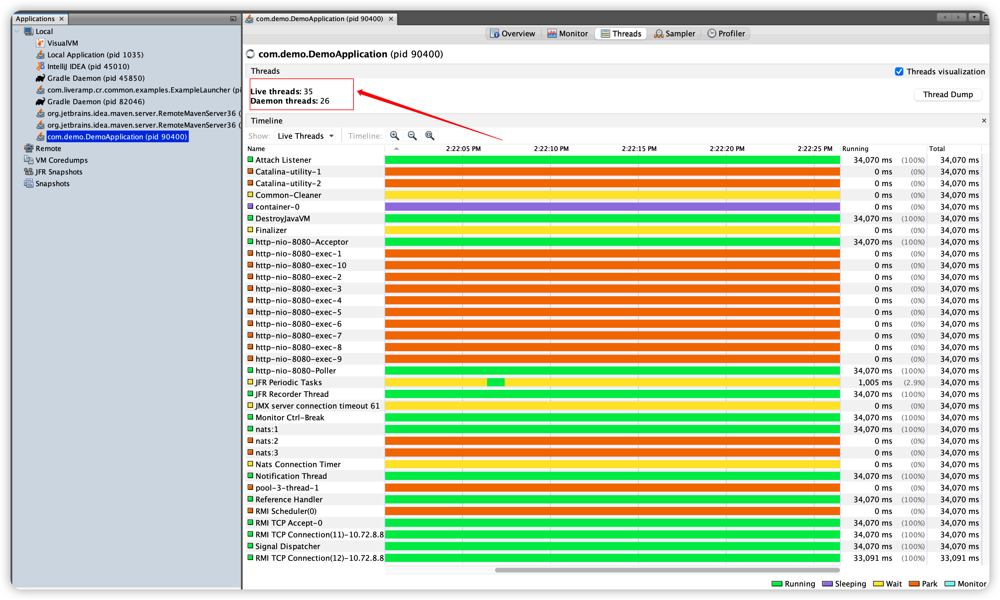 Applications
com.demo.DemoApplication (pid 90400)
Local
VisualVM
Local Application (pid 1035)
IntelliJ IDEA (pid 45010)
Gradle Daemon (pid 45850)
com.liveramp.cr.common.examples.ExampleLauncher (pi
Gradle Daemon (pid 82046)
org.jetbrains.idea.maven.server.RemoteMavenServer36 (
org.jetbrains.idea.maven.server.RemoteMavenServer36 (
com.demo.DemoApplication (pid 90400)
Remote
VM Coredumps
JFR Snapshots
Snapshots
Overview Monitor Threads Sampler Profiler
com.demo.DemoApplication (pid 90400)
Threads Threads visualization
Live threads: 35
Daemon threads: 26
Thread Dump
Timeline
Show: Live Threads Timeline:
Name 2:22:05 PM 2:22:10 PM 2:22:15 PM 2:22:20 PM 2:22:25 PM Running Total
Attach Listener 34,070 ms (100%) 34,070 ms
Catalina-utility-1 0 ms (0%) 34,070 ms
Catalina-utility-2 0 ms (0%) 34,070 ms
Common-Cleaner 0 ms (0%) 34,070 ms
container-0 0 ms (0%) 34,070 ms
DestroyJavaVM 34,070 ms (100%) 34,070 ms
Finalizer 0 ms (0%) 34,070 ms
http-nio-8080-Acceptor 34,070 ms (100%) 34,070 ms
http-nio-8080-exec-1 0 ms (0%) 34,070 ms
http-nio-8080-exec-10 0 ms (0%) 34,070 ms
http-nio-8080-exec-2 0 ms (0%) 34,070 ms
http-nio-8080-exec-3 0 ms (0%) 34,070 ms
http-nio-8080-exec-4 0 ms (0%) 34,070 ms
http-nio-8080-exec-5 0 ms (0%) 34,070 ms
http-nio-8080-exec-6 0 ms (0%) 34,070 ms
http-nio-8080-exec-7 0 ms (0%) 34,070 ms
http-nio-8080-exec-8 0 ms (0%) 34,070 ms
http-nio-8080-exec-9 0 ms (0%) 34,070 ms
http-nio-8080-Poller 34,070 ms (100%) 34,070 ms
JFR Periodic Tasks 1,005 ms (2.9%) 34,070 ms
JFR Recorder Thread 34,070 ms (100%) 34,070 ms
JMX server connection timeout 61 0 ms (0%) 34,070 ms
Monitor Ctrl-Break 34,070 ms (100%) 34,070 ms
nats:1 34,070 ms (100%) 34,070 ms
nats:2 0 ms (0%) 34,070 ms
nats:3 0 ms (0%) 34,070 ms
Nats Connection Timer 0 ms (0%) 34,070 ms
Notification Thread 34,070 ms (100%) 34,070 ms
pool-3-thread-1 0 ms (0%) 34,070 ms
Reference Handler 34,070 ms (100%) 34,070 ms
RMI Scheduler(0) 0 ms (0%) 34,070 ms
RMI TCP Accept-0 34,070 ms (100%) 34,070 ms
RMI TCP Connection(11)-10.72.8.8 34,070 ms (100%) 34,070 ms
Signal Dispatcher 34,070 ms (100%) 34,070 ms
RMI TCP Connection(12)-10.72.8.8 33,091 ms (100%) 33,091 ms
Running Sleeping Wait Park Monitor